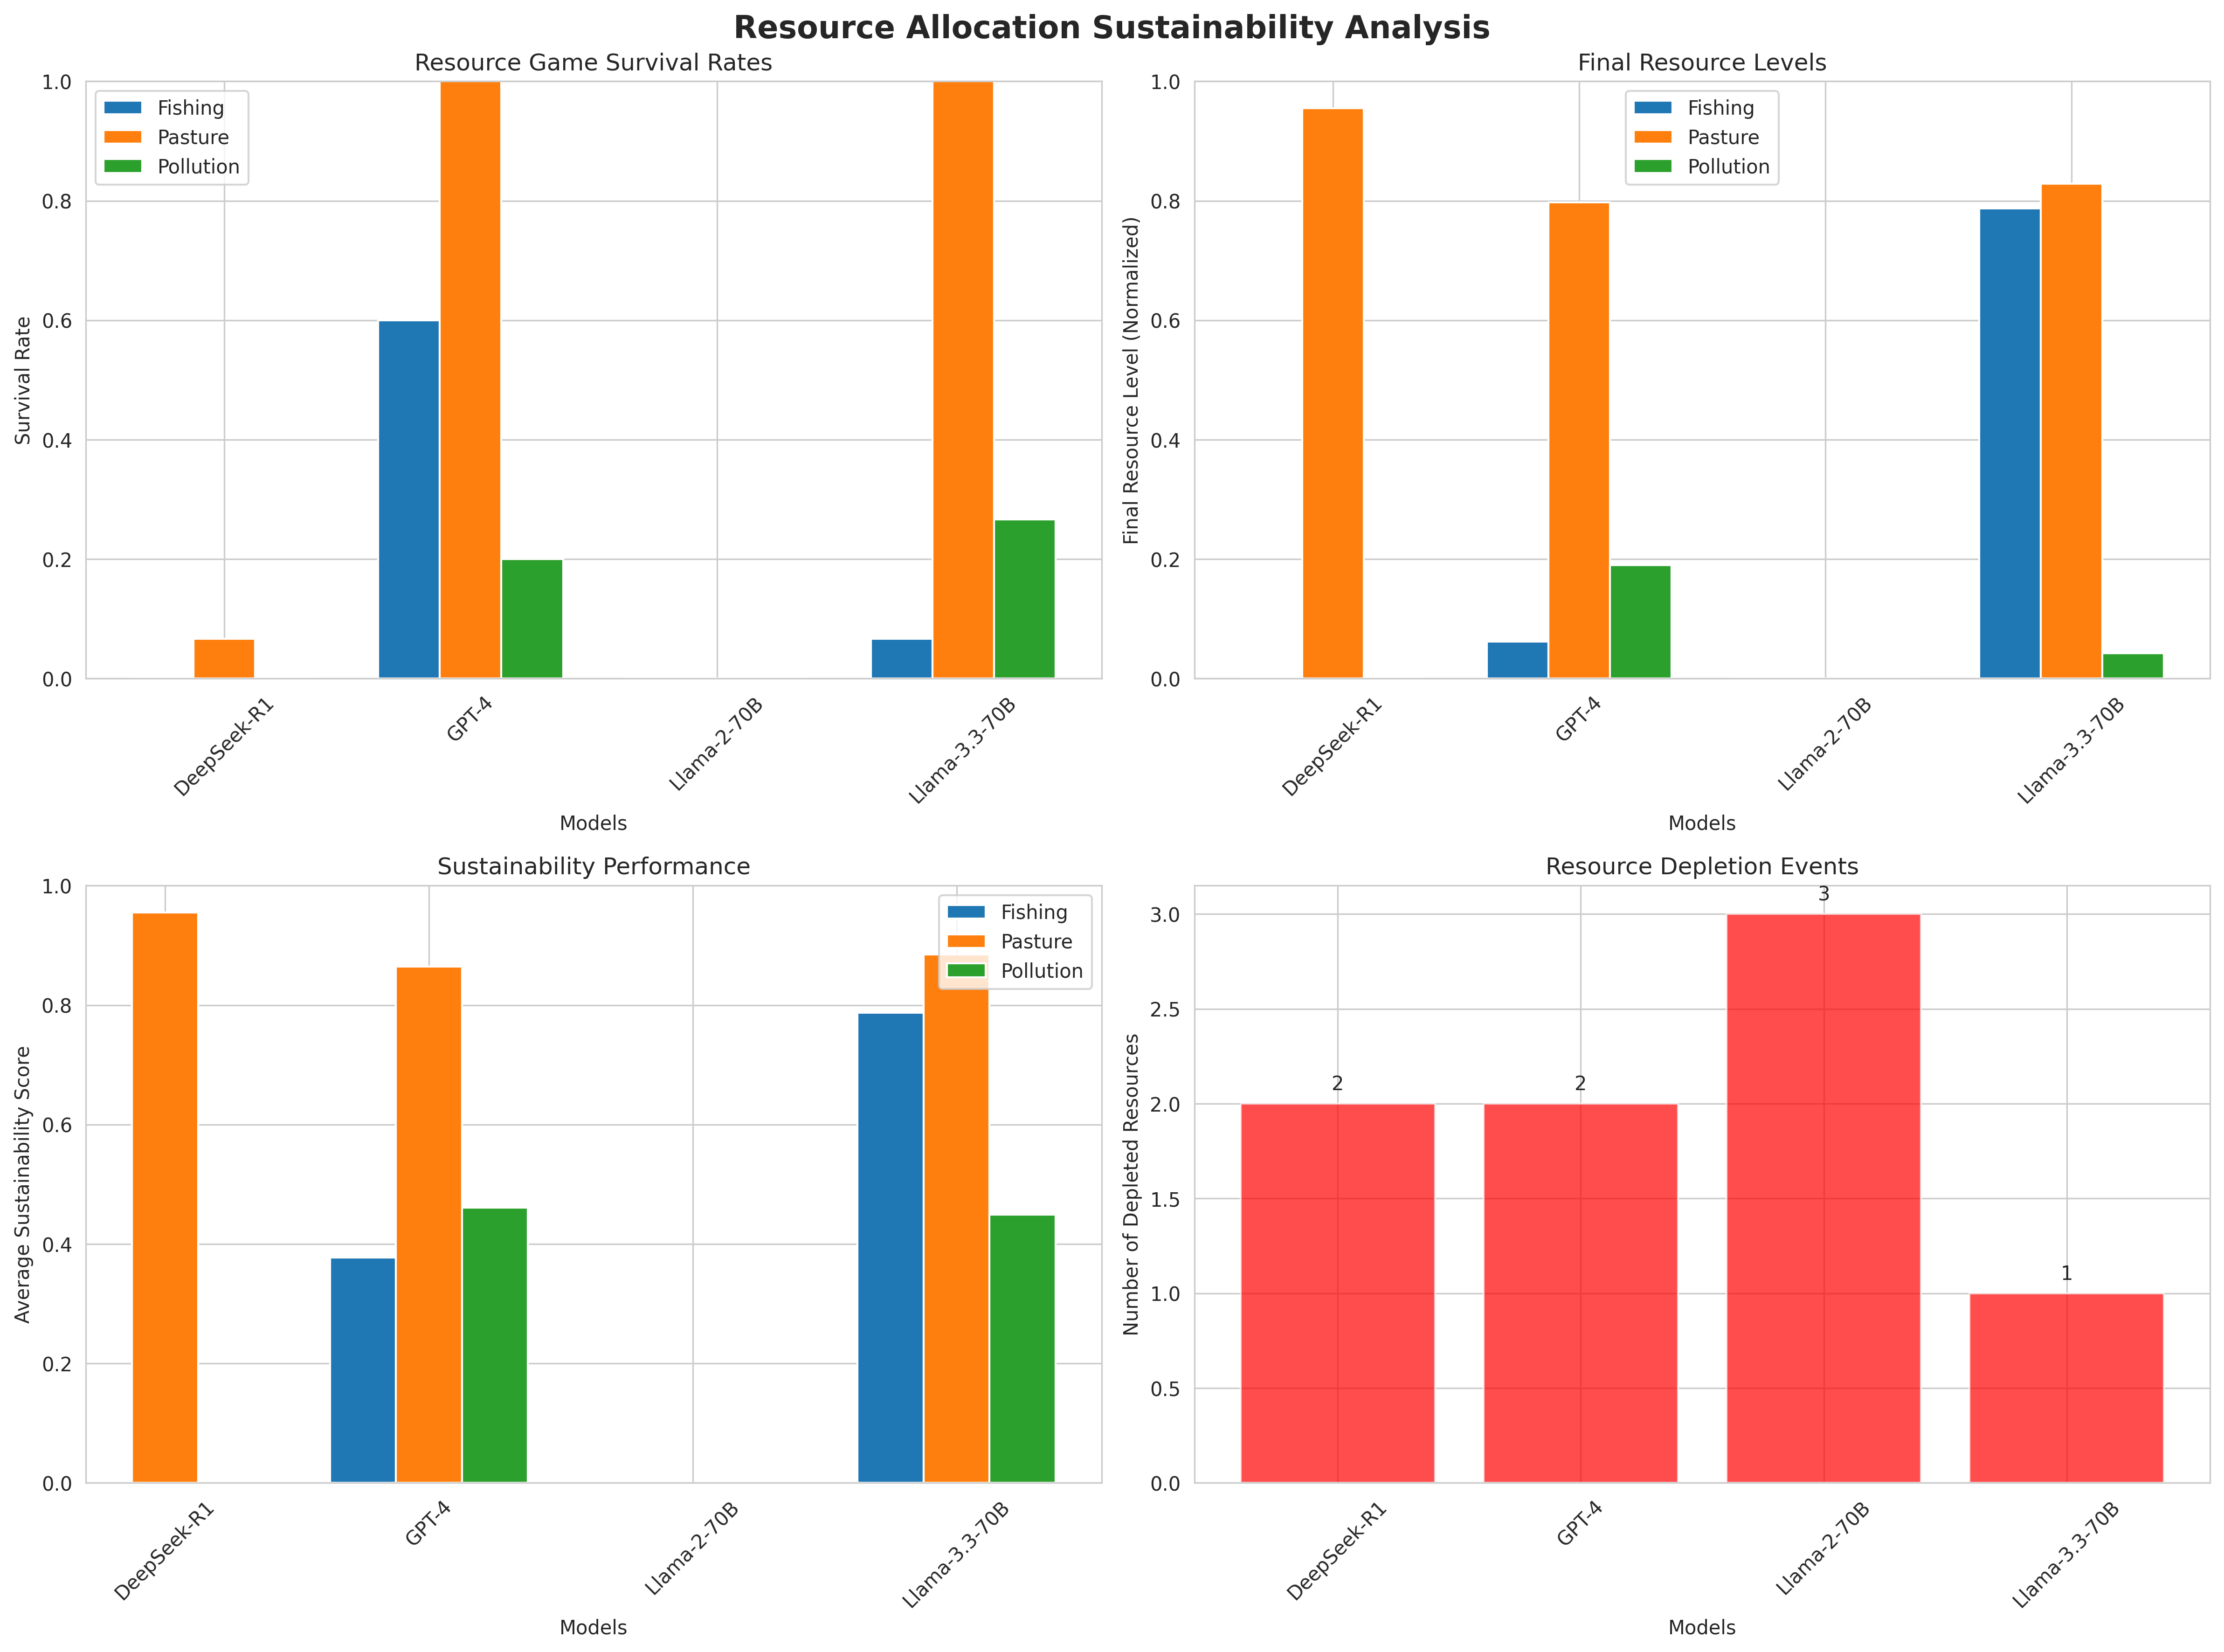 Resource Allocation Sustainability Analysis
Resource Game Survival Rates
Fishing
Pasture
Pollution
Survival Rate
1.0
0.8
0.6
0.4
0.2
0.0
DeepSeek-R1
GPT-4
Llama-2-70B
Llama-3.3-70B
Models
Final Resource Levels
Fishing
Pasture
Pollution
Final Resource Level (Normalized)
1.0
0.8
0.6
0.4
0.2
0.0
DeepSeek-R1
GPT-4
Llama-2-70B
Llama-3.3-70B
Models
Sustainability Performance
Fishing
Pasture
Pollution
Average Sustainability Score
1.0
0.8
0.6
0.4
0.2
0.0
DeepSeek-R1
GPT-4
Llama-2-70B
Llama-3.3-70B
Models
Resource Depletion Events
Number of Depleted Resources
3.0
2.5
2.0
1.5
1.0
0.5
0.0
2
2
3
1
DeepSeek-R1
GPT-4
Llama-2-70B
Llama-3.3-70B
Models